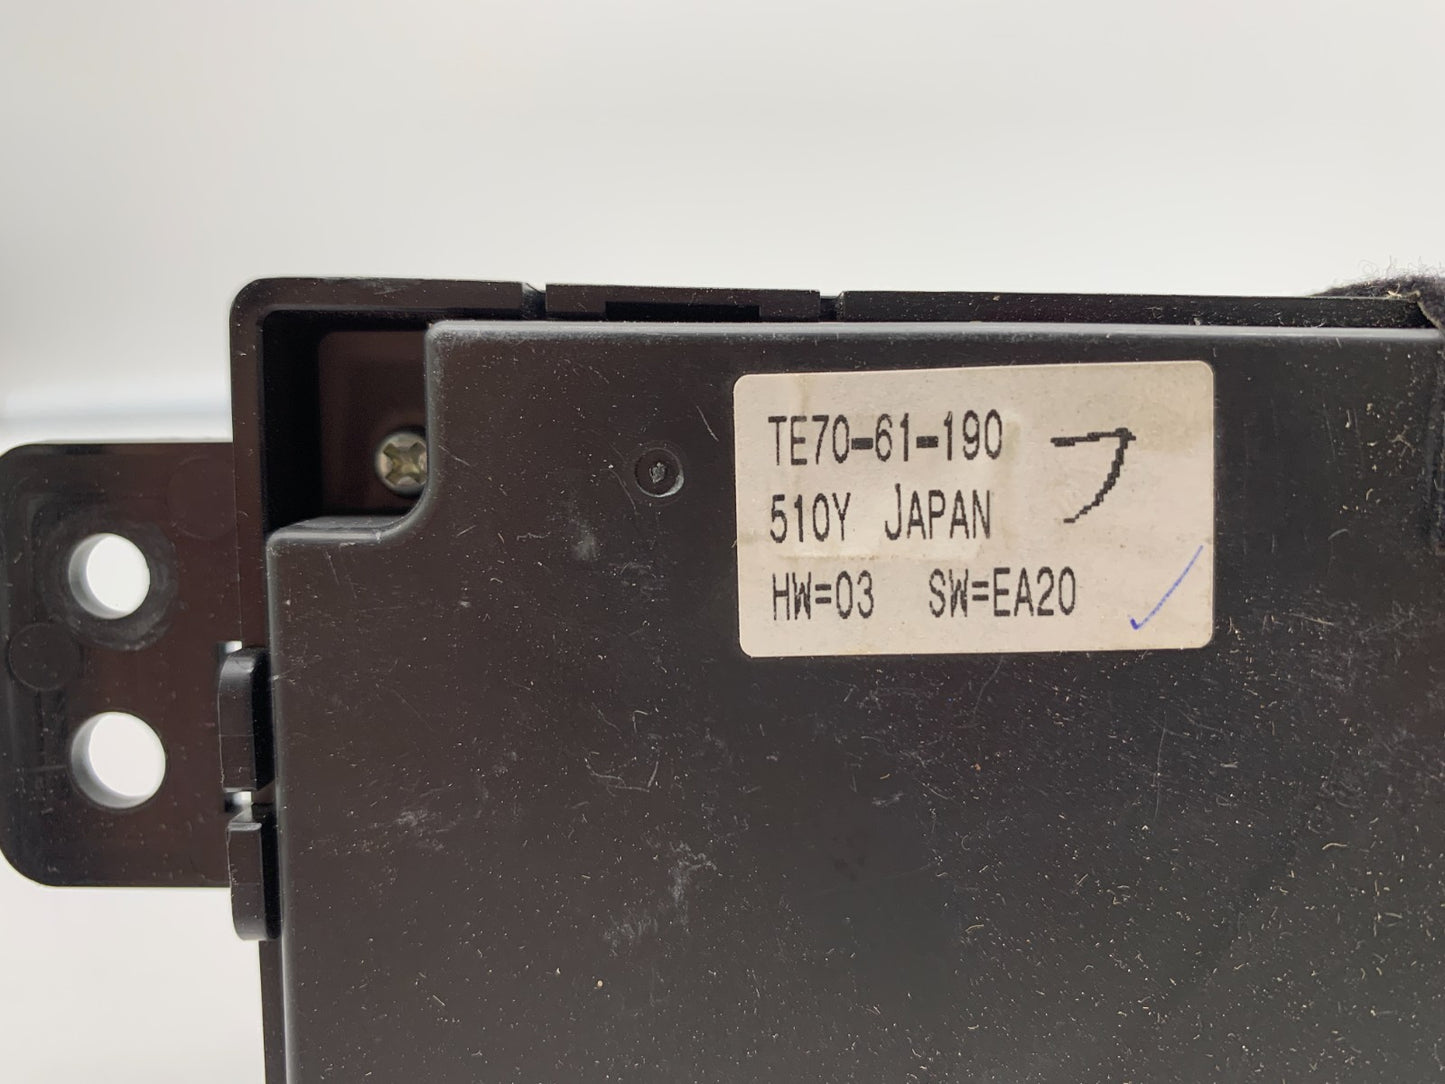 TE70-61-190 フ
510Y JAPAN
HW=03 SW=EA20